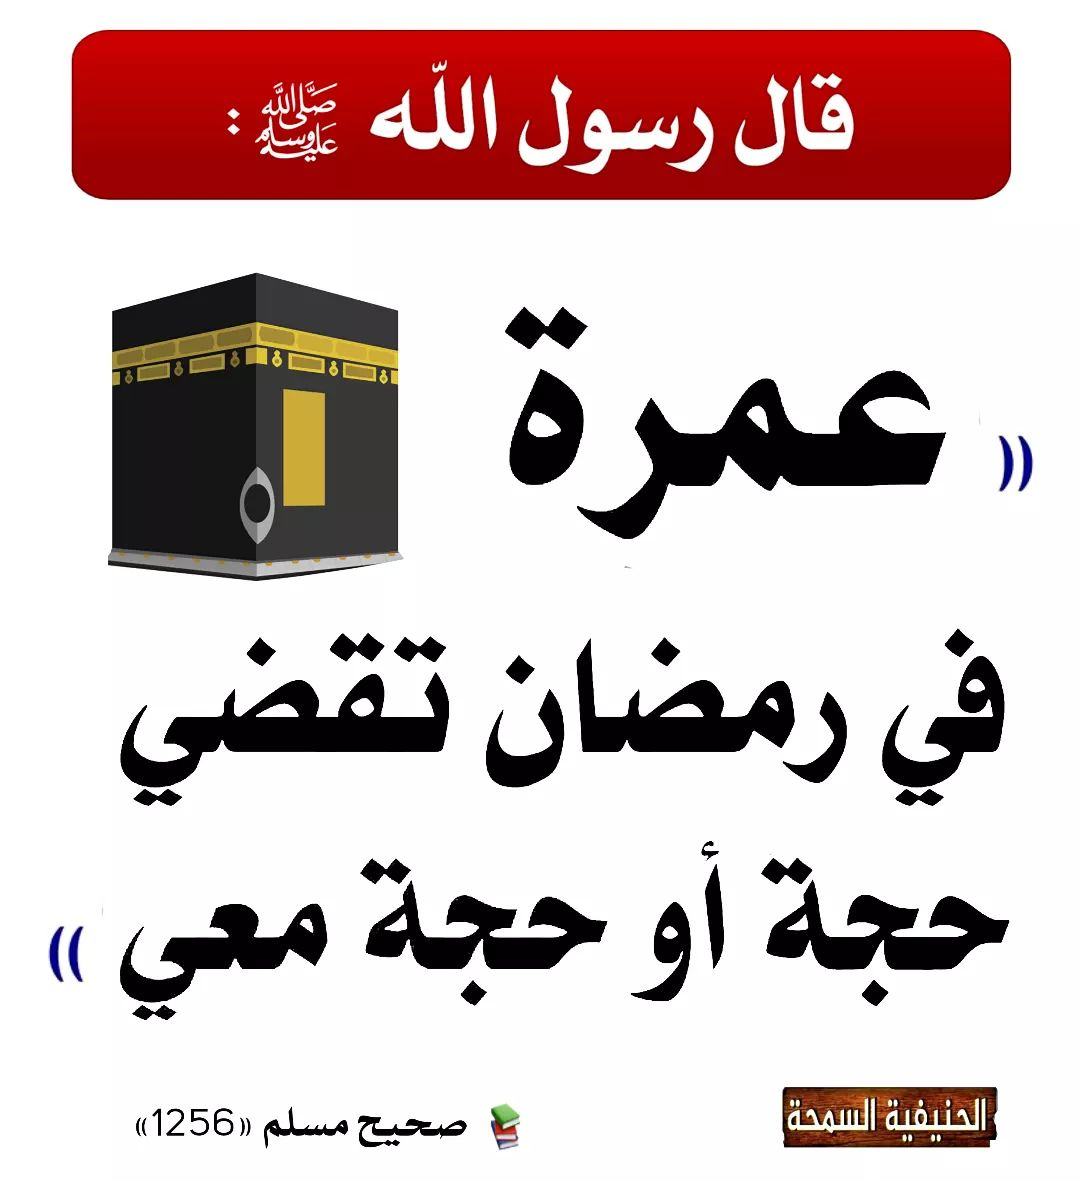 قال رسول الله ﷺ :
(( عمرة
في رمضان تقضي
حجة أو حجة معي ))
صحيح مسلم ((1256))
الحنيفية السمحة